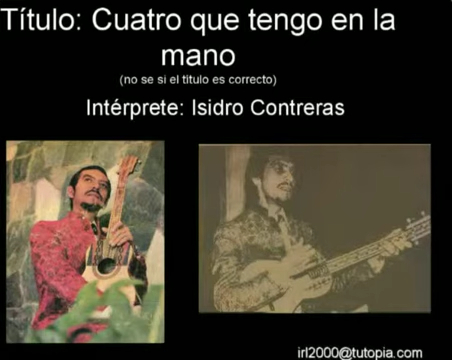 Título: Cuatro que tengo en la
mano
(no se si el titulo es correcto)
Intérprete: Isidro Contreras
irl2000@tutopia.com